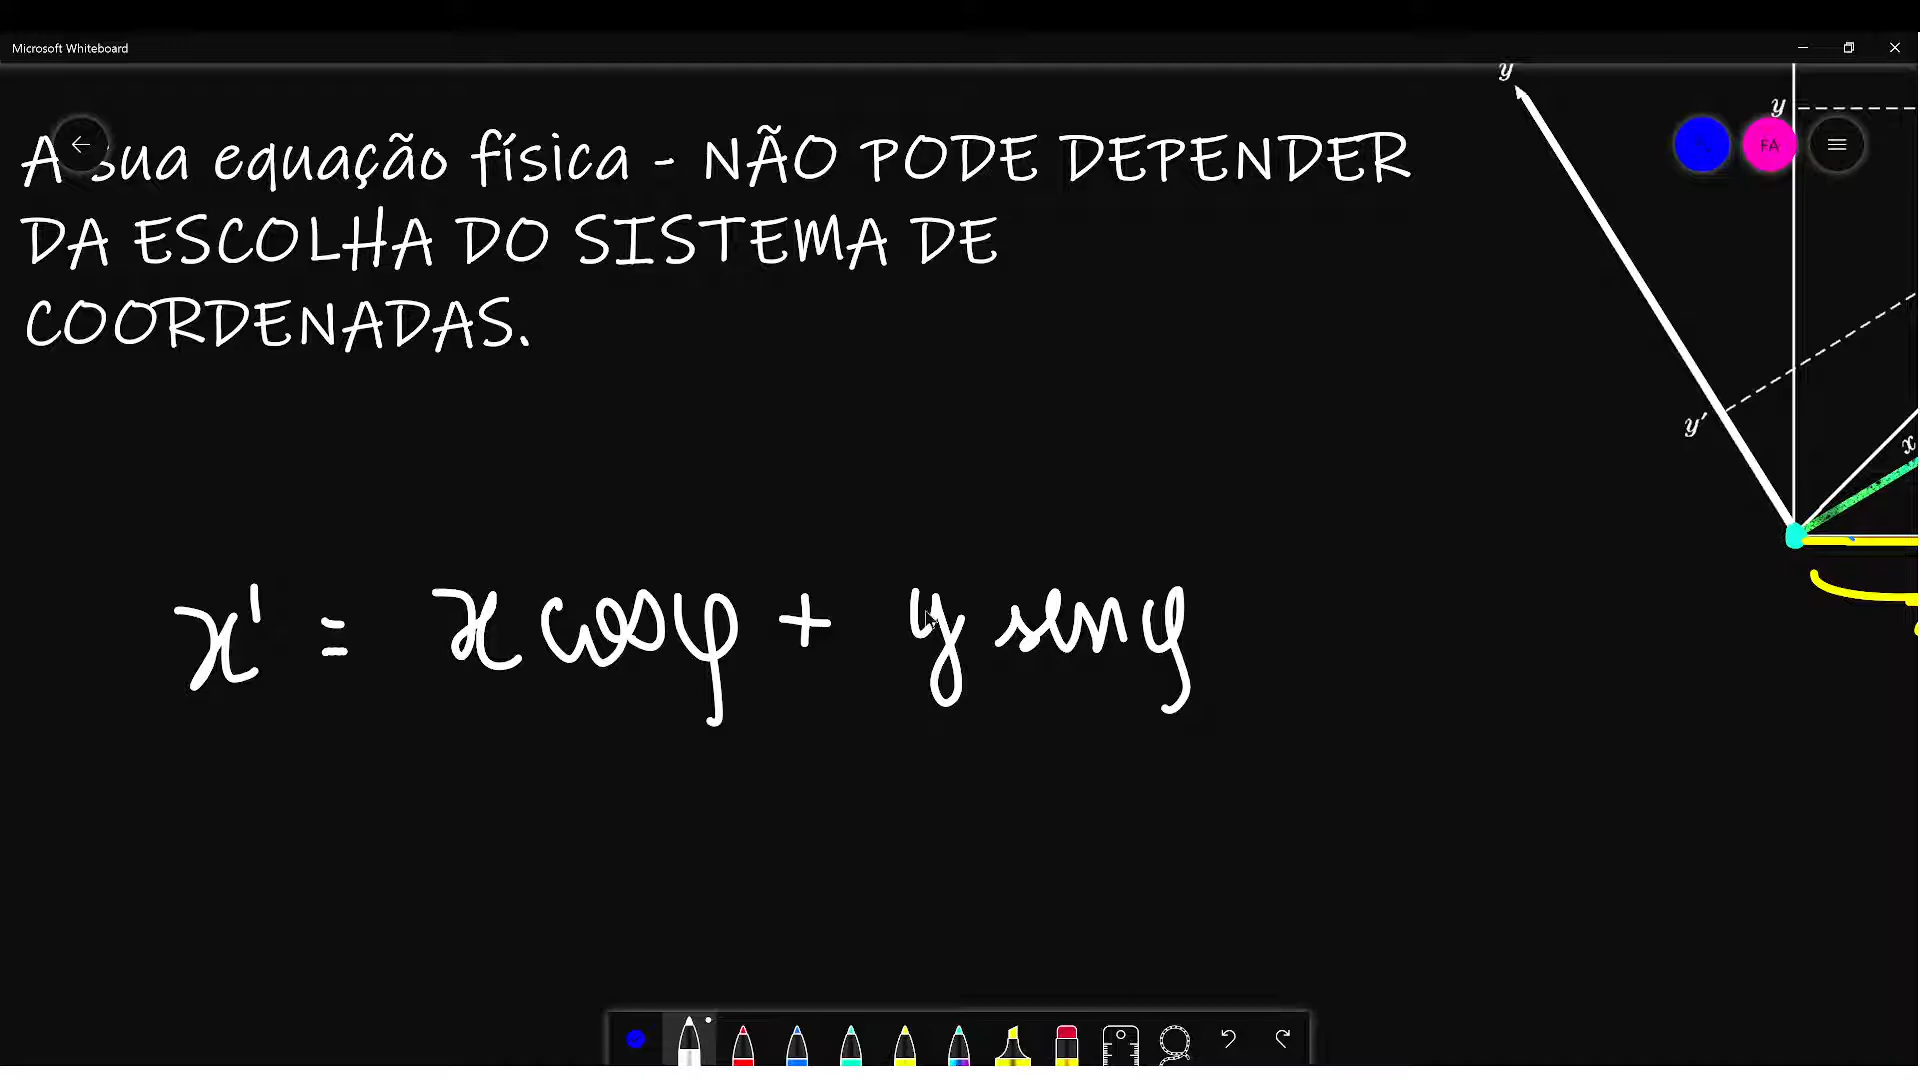 Microsoft Whiteboard
A sua equação física - NÃO PODE DEPENDER
DA ESCOLHA DO SISTEMA DE
COORDENADAS.
x' = x cosφ + y senφ
y
y
FA
y'
x